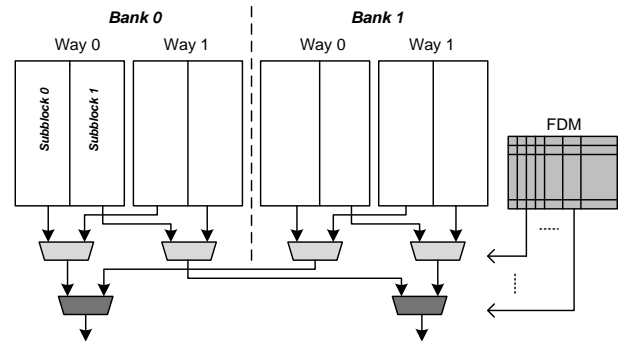 Bank 0
Bank 1
Way 0
Way 1
Way 0
Way 1
Subblock 0
Subblock 1
FDM